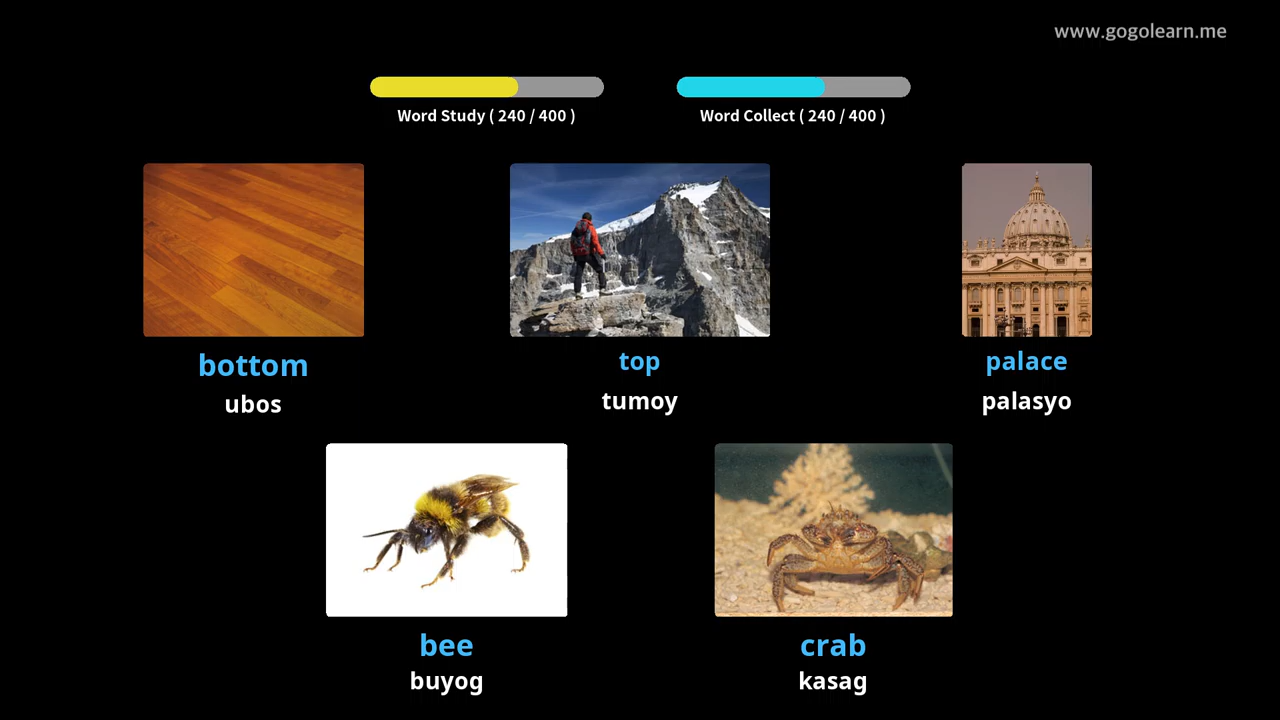 www.gogolearn.me
Word Study ( 240 / 400 )
Word Collect ( 240 / 400 )
bottom
ubos
top
tumoy
palace
palasyo
bee
buyog
crab
kasag